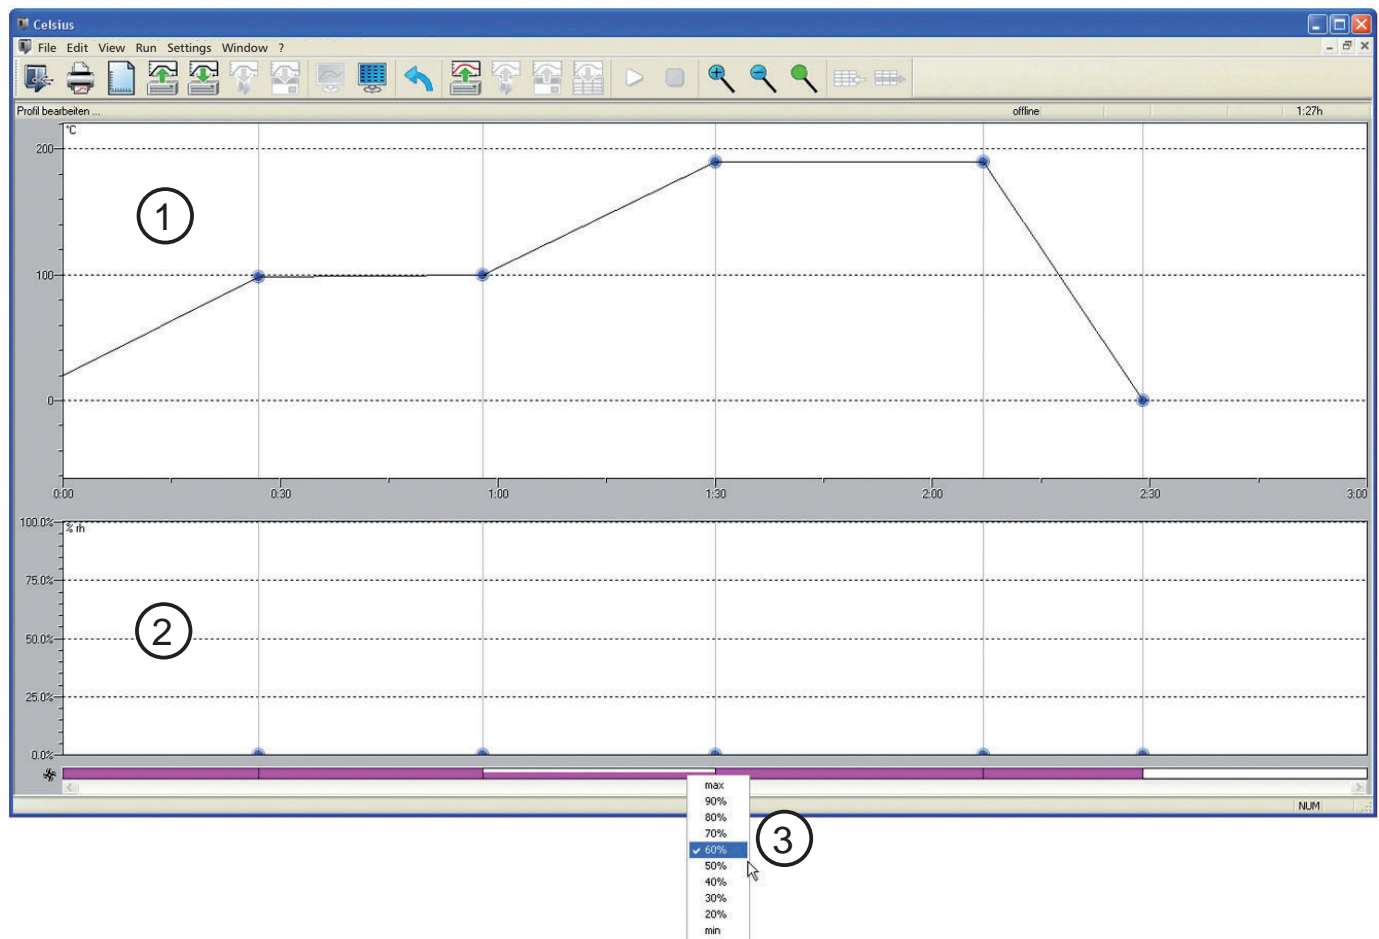 Celsius
File Edit View Run Settings Window ?
Profil bearbeiten ... offline 1:27h
°C
200
100
0
1
0:00 0:30 1:00 1:30 2:00 2:30 3:00
100.0%
% rh
75.0%
50.0%
25.0%
0.0%
2
NUM
max
90%
80%
70%
60%
50%
40%
30%
20%
min
3